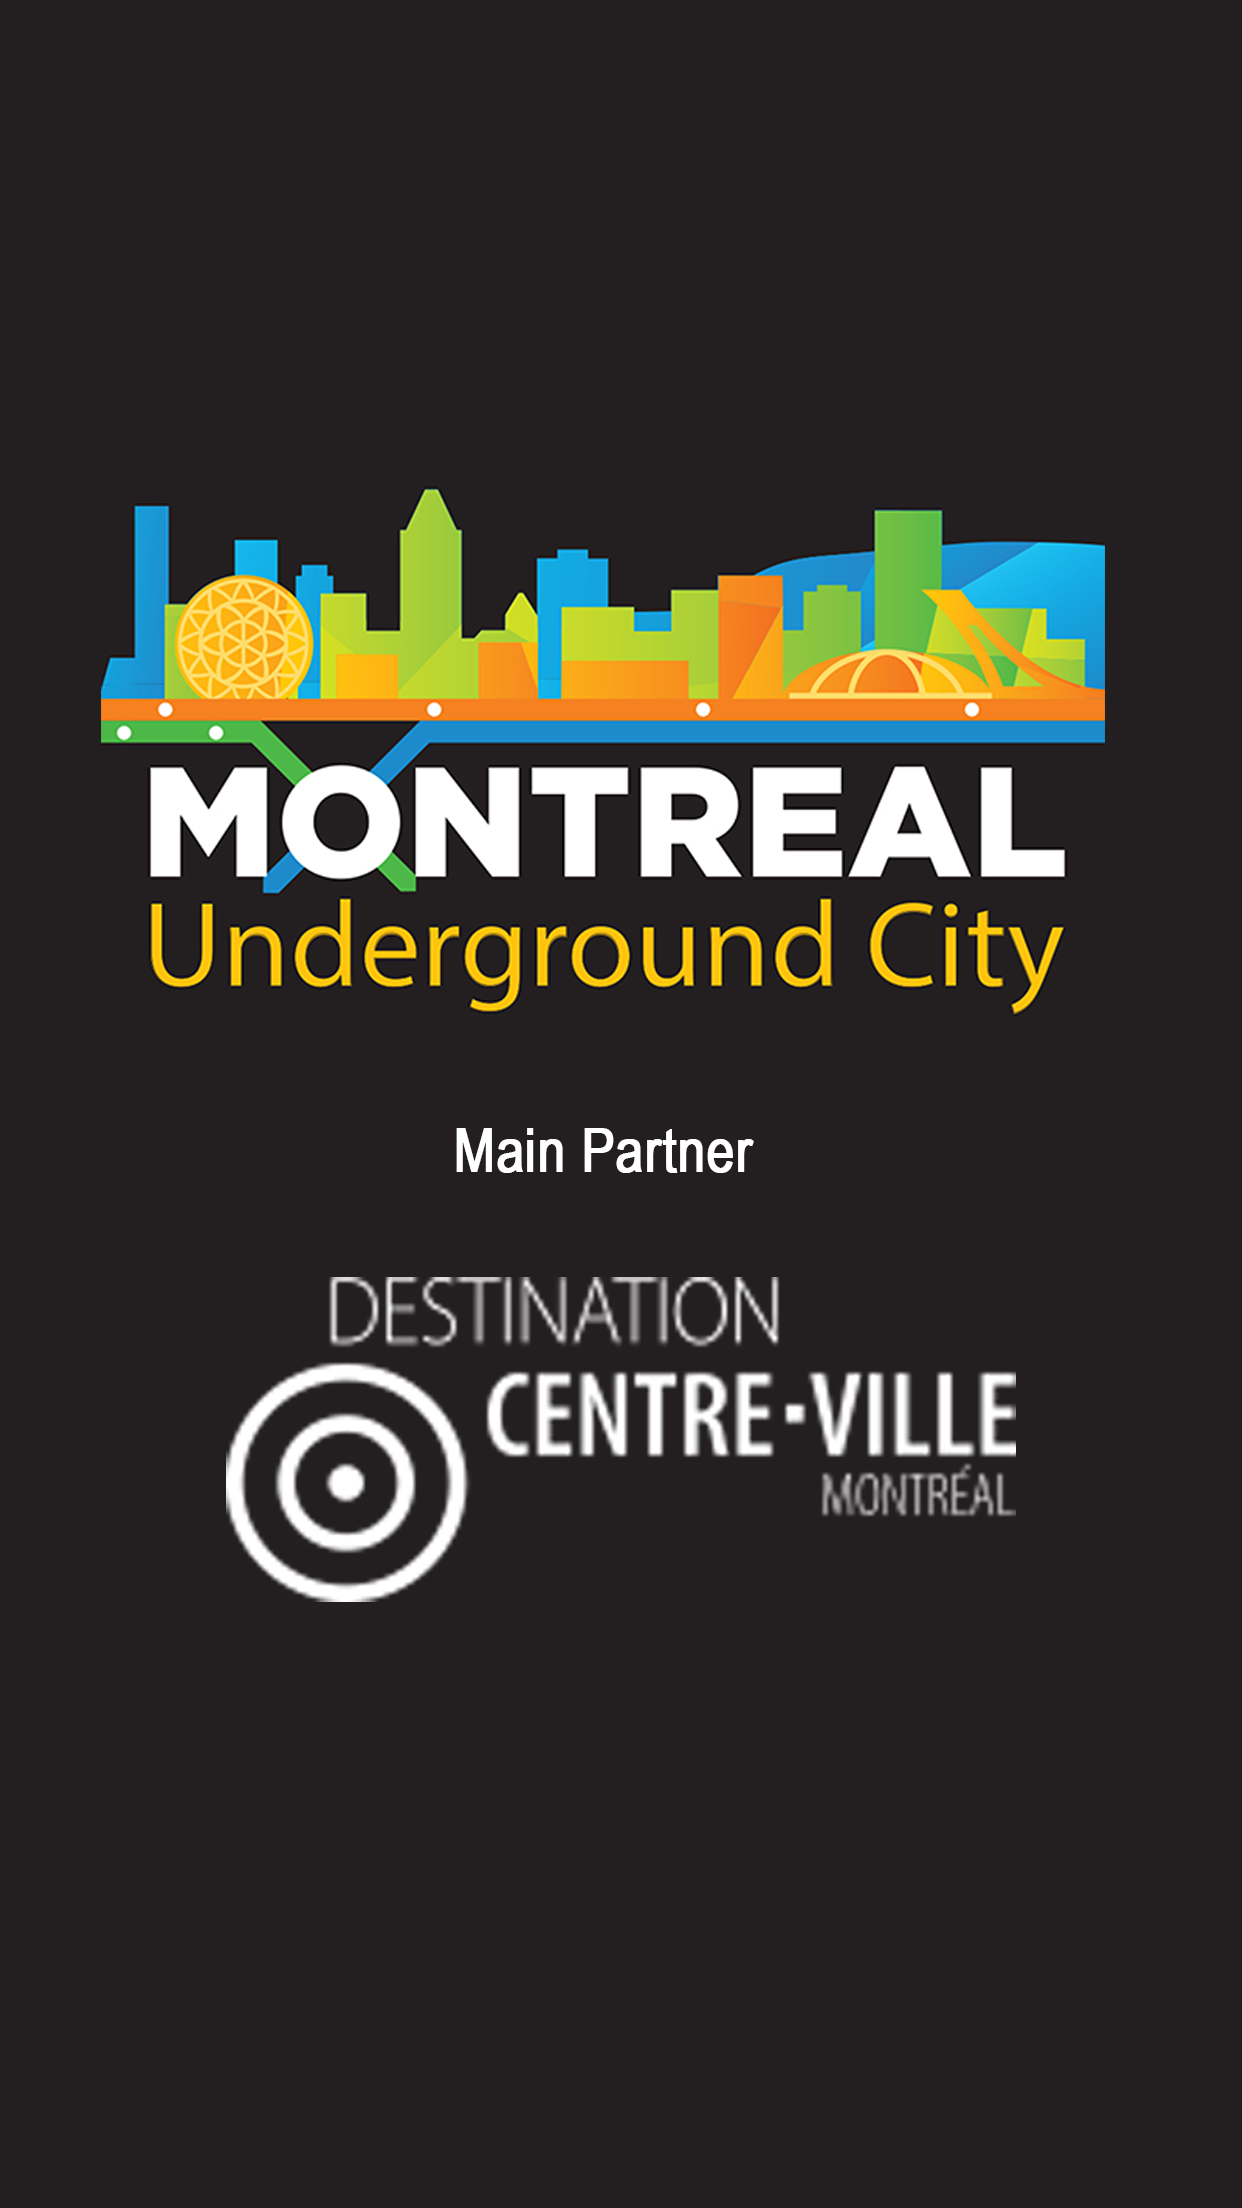 MONTREAL
Underground City
Main Partner
DESTINATION
CENTRE-VILLE
MONTRÉAL